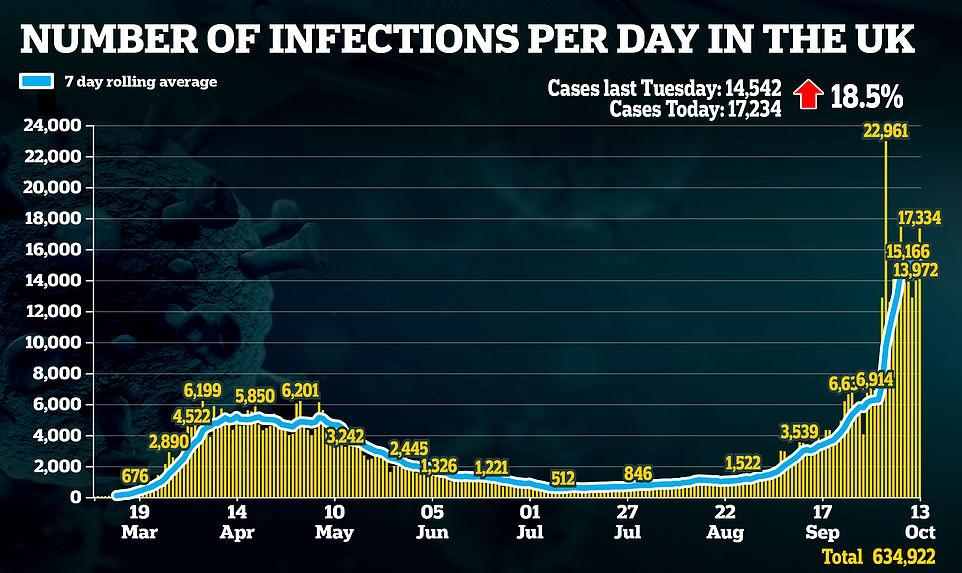 NUMBER OF INFECTIONS PER DAY IN THE UK
7 day rolling average
Cases last Tuesday: 14,542
Cases Today: 17,234
18.5%
24,000
22,000
20,000
18,000
16,000
14,000
12,000
10,000
8,000
6,000
4,000
2,000
0
676
2,890
4,522
6,199
5,850
6,201
3,242
2,445
1,326
1,221
512
846
1,522
3,539
6,914
22,961
17,334
15,166
13,972
19 Mar
14 Apr
10 May
05 Jun
01 Jul
27 Jul
22 Aug
17 Sep
13 Oct
Total 634,922